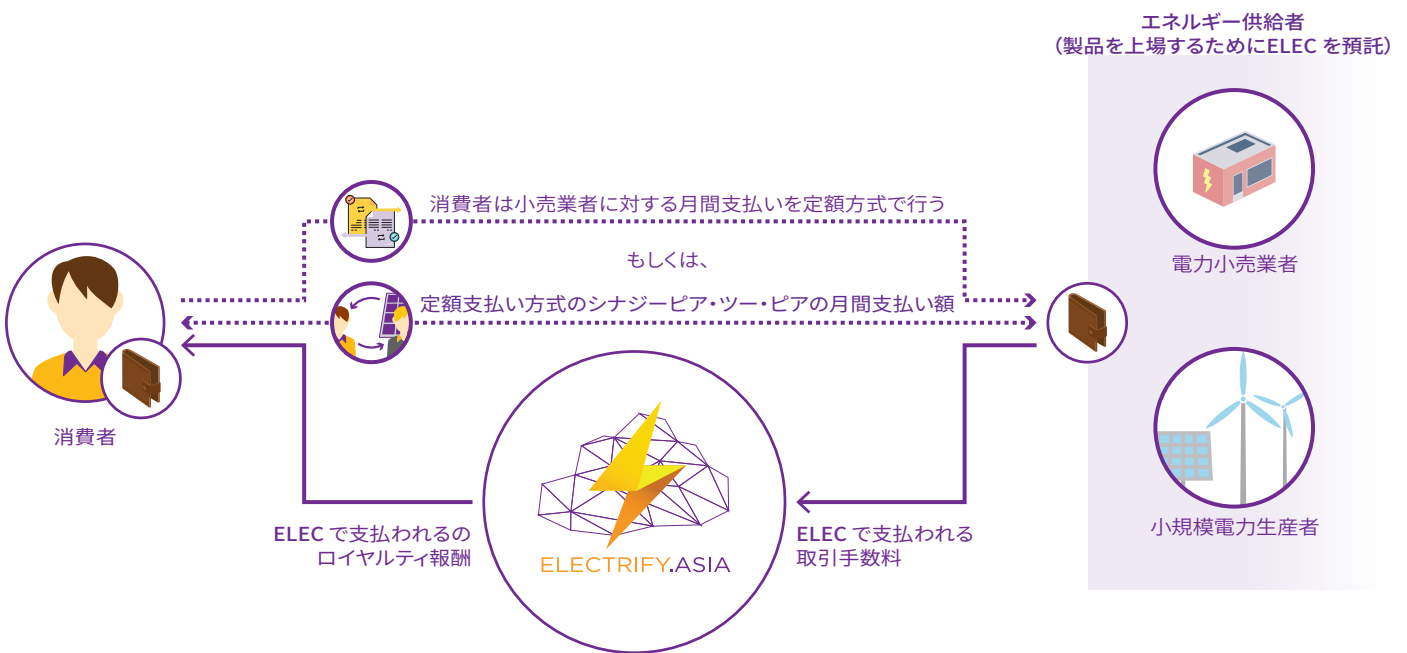 エネルギー供給者
（製品を上場するためにELEC を預託）
消費者は小売業者に対する月間支払いを定額方式で行う
もしくは、
定額支払い方式のシナジーピア・ツー・ピアの月間支払い額
電力小売業者
消費者
ELEC で支払われるの
ロイヤルティ報酬
ELECTRIFY.ASIA
ELEC で支払われる
取引手数料
小規模電力生産者